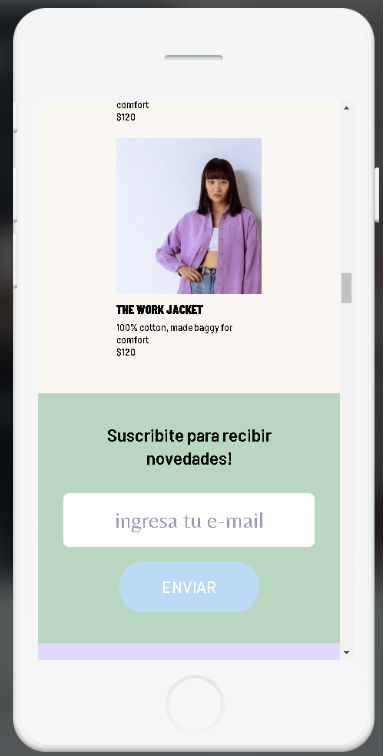 comfort
$120
THE WORK JACKET
100% cotton, made baggy for
comfort
$120
Suscribite para recibir
novedades!
ingresa tu e-mail
ENVIAR